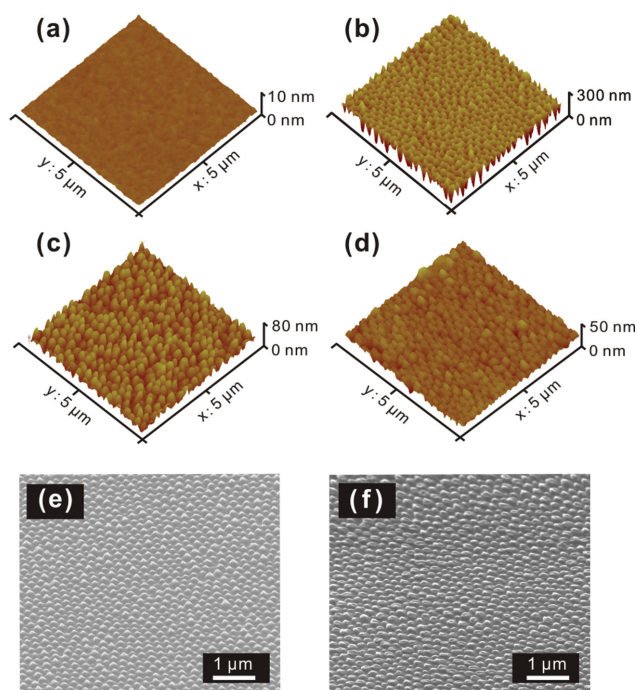 (a)
10 nm
0 nm
y: 5 µm
x: 5 µm
(b)
300 nm
0 nm
y: 5 µm
x: 5 µm
(c)
80 nm
0 nm
y: 5 µm
x: 5 µm
(d)
50 nm
0 nm
y: 5 µm
x: 5 µm
(e)
1 µm
(f)
1 µm